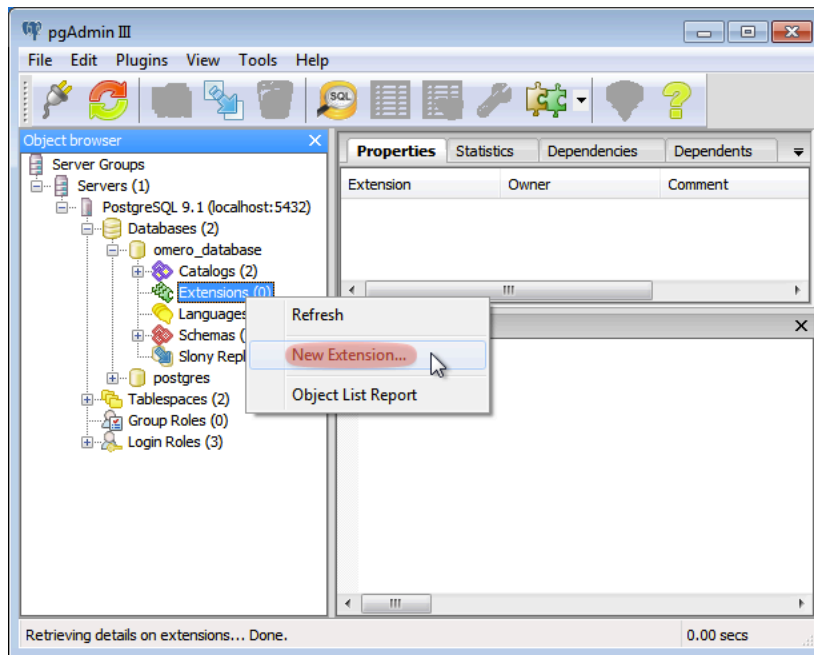 pgAdmin III
File Edit Plugins View Tools Help
SQL
Object browser
Server Groups
Servers (1)
PostgreSQL 9.1 (localhost:5432)
Databases (2)
omero_database
Catalogs (2)
Extensions (0)
Languages
Schemas (
Slony Repl
postgres
Tablespaces (2)
Group Roles (0)
Login Roles (3)
Properties Statistics Dependencies Dependents
Extension Owner Comment
Refresh
New Extension...
Object List Report
Retrieving details on extensions... Done. 0.00 secs